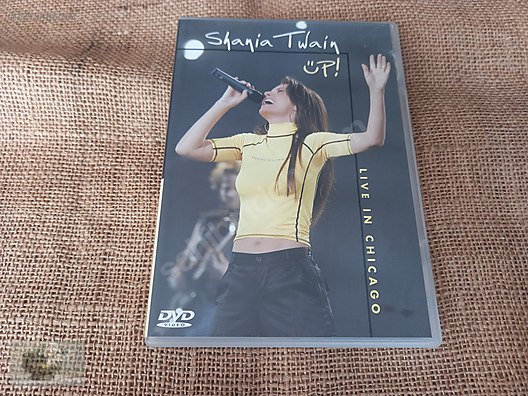 Shania Twain
UP!
LIVE IN CHICAGO
DVD
VIDEO